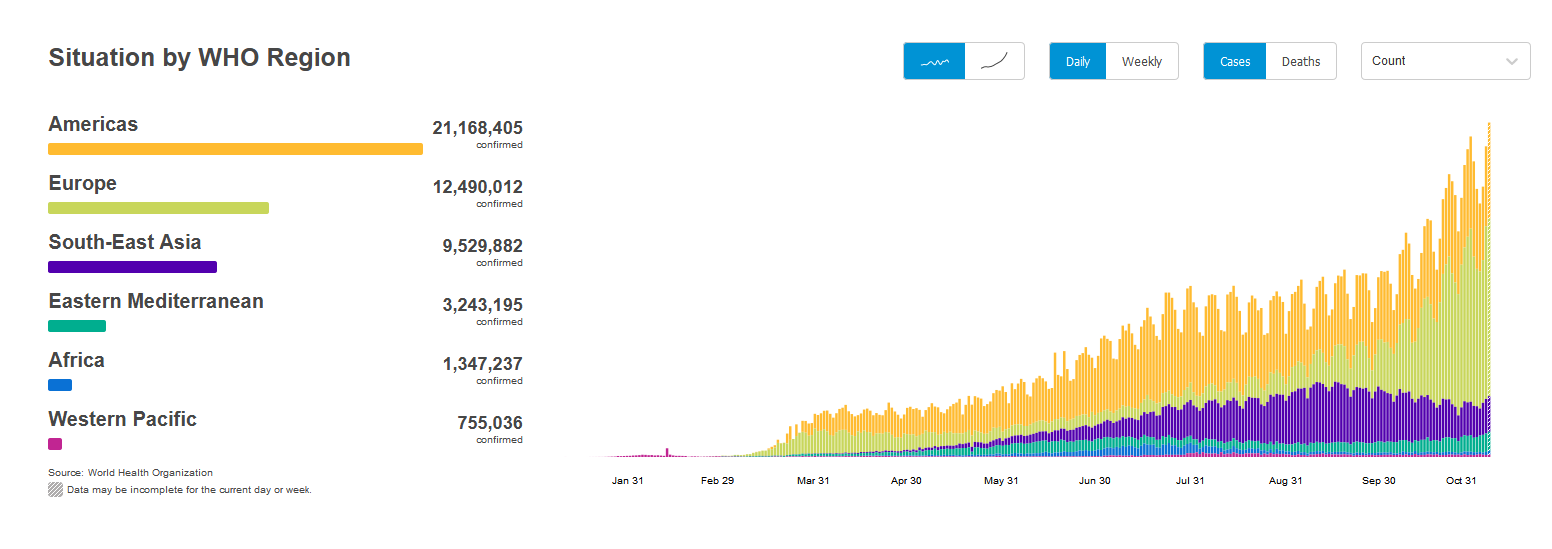 Situation by WHO Region
Daily
Weekly
Cases
Deaths
Count
Americas
21,168,405
confirmed
Europe
12,490,012
confirmed
South-East Asia
9,529,882
confirmed
Eastern Mediterranean
3,243,195
confirmed
Africa
1,347,237
confirmed
Western Pacific
755,036
confirmed
Source: World Health Organization
Data may be incomplete for the current day or week.
Jan 31
Feb 29
Mar 31
Apr 30
May 31
Jun 30
Jul 31
Aug 31
Sep 30
Oct 31